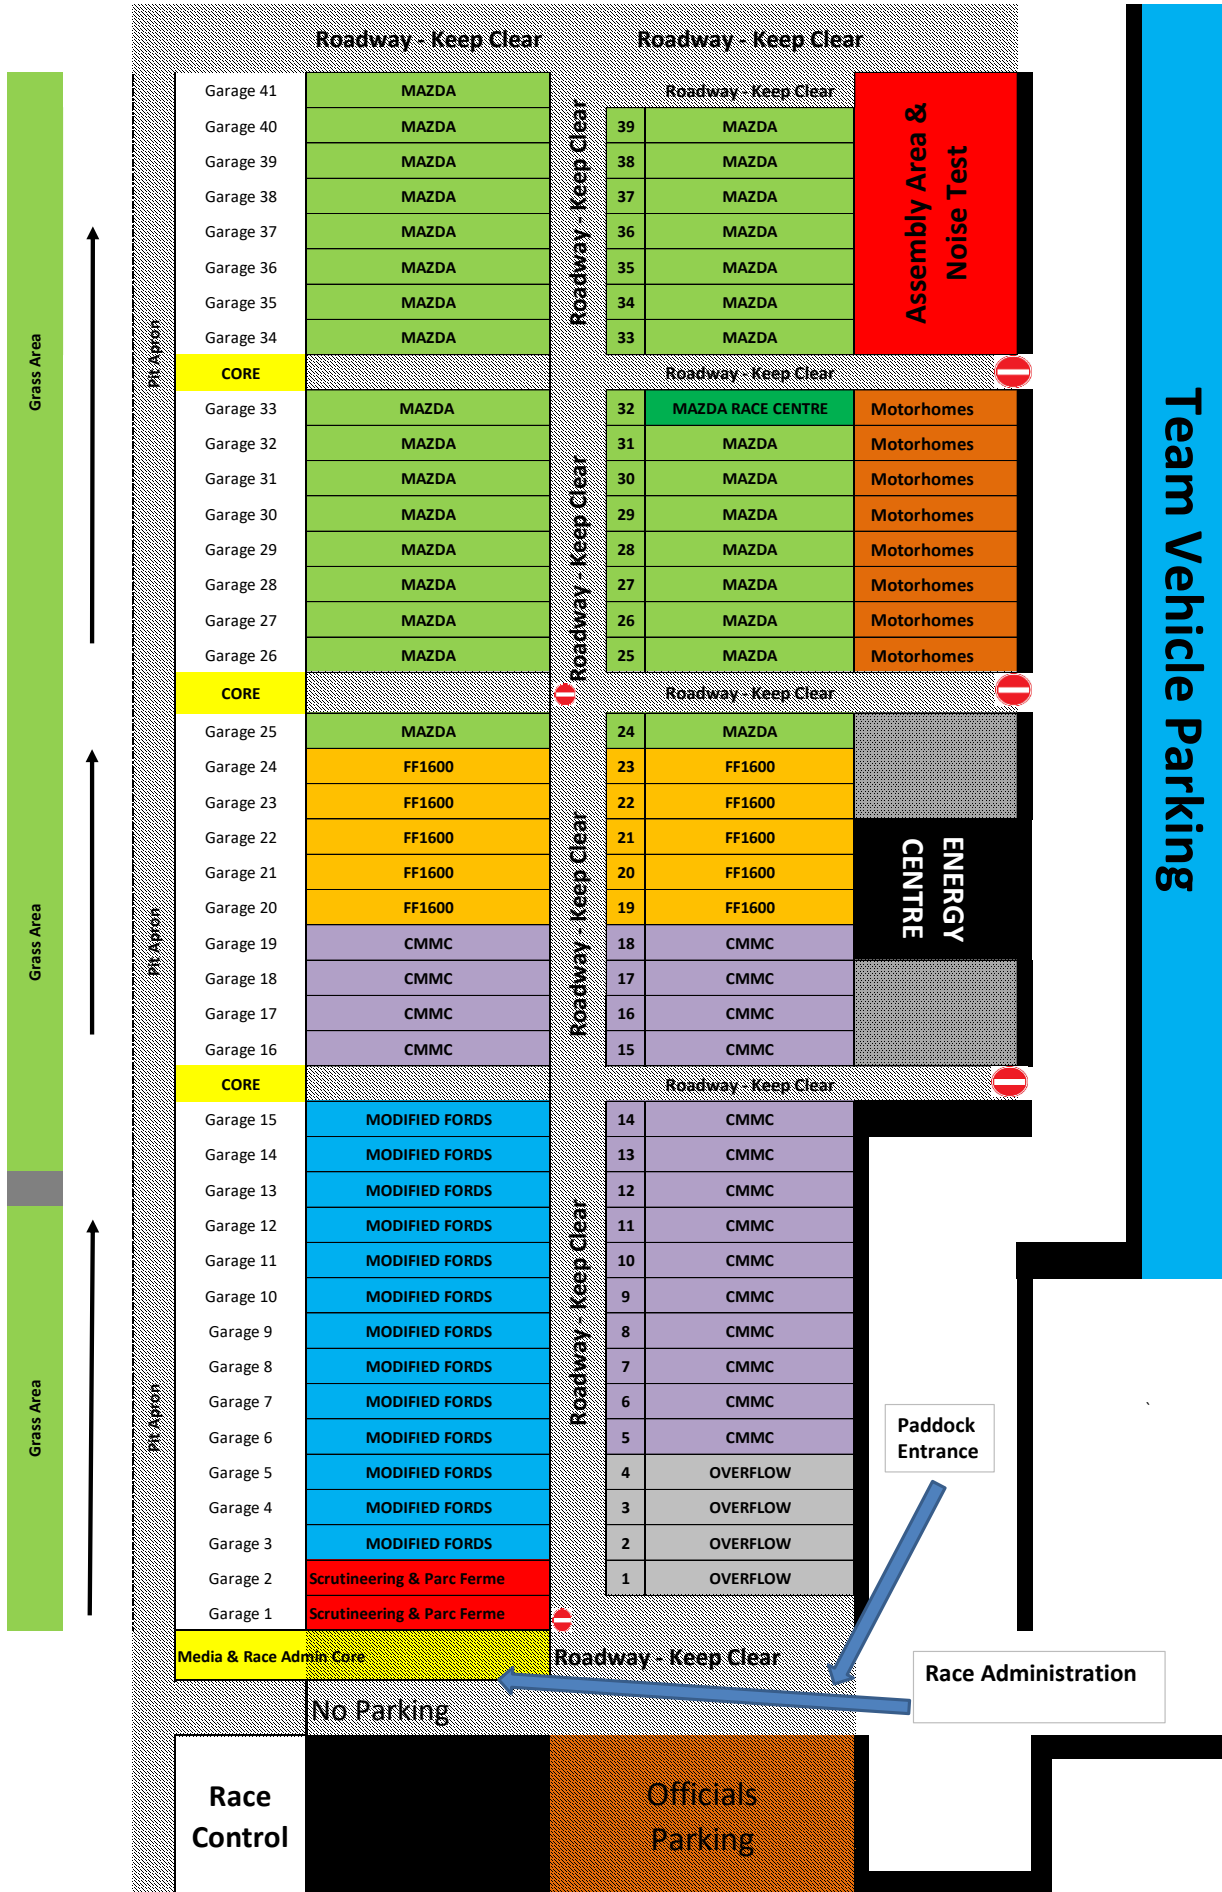 Roadway - Keep Clear Roadway - Keep Clear
Garage 41 MAZDA Roadway - Keep Clear
Garage 40 MAZDA 39 MAZDA
Garage 39 MAZDA 38 MAZDA
Garage 38 MAZDA 37 MAZDA
Garage 37 MAZDA 36 MAZDA
Garage 36 MAZDA 35 MAZDA
Garage 35 MAZDA 34 MAZDA
Garage 34 MAZDA 33 MAZDA
Roadway - Keep Clear
Assembly Area &
Noise Test
Grass Area
Pit Apron
CORE Roadway - Keep Clear
Garage 33 MAZDA 32 MAZDA RACE CENTRE Motorhomes
Garage 32 MAZDA 31 MAZDA Motorhomes
Garage 31 MAZDA 30 MAZDA Motorhomes
Garage 30 MAZDA 29 MAZDA Motorhomes
Garage 29 MAZDA 28 MAZDA Motorhomes
Garage 28 MAZDA 27 MAZDA Motorhomes
Garage 27 MAZDA 26 MAZDA Motorhomes
Garage 26 MAZDA 25 MAZDA Motorhomes
Roadway - Keep Clear
Team Vehicle Parking
CORE Roadway - Keep Clear
Garage 25 MAZDA 24 MAZDA
Garage 24 FF1600 23 FF1600
Garage 23 FF1600 22 FF1600
Garage 22 FF1600 21 FF1600
Garage 21 FF1600 20 FF1600
Garage 20 FF1600 19 FF1600
Garage 19 CMMC 18 CMMC
Garage 18 CMMC 17 CMMC
Garage 17 CMMC 16 CMMC
Garage 16 CMMC 15 CMMC
Roadway - Keep Clear
ENERGY
CENTRE
Grass Area
Pit Apron
CORE Roadway - Keep Clear
Garage 15 MODIFIED FORDS 14 CMMC
Garage 14 MODIFIED FORDS 13 CMMC
Garage 13 MODIFIED FORDS 12 CMMC
Garage 12 MODIFIED FORDS 11 CMMC
Garage 11 MODIFIED FORDS 10 CMMC
Garage 10 MODIFIED FORDS 9 CMMC
Garage 9 MODIFIED FORDS 8 CMMC
Garage 8 MODIFIED FORDS 7 CMMC
Garage 7 MODIFIED FORDS 6 CMMC
Garage 6 MODIFIED FORDS 5 CMMC
Garage 5 MODIFIED FORDS 4 OVERFLOW
Garage 4 MODIFIED FORDS 3 OVERFLOW
Garage 3 MODIFIED FORDS 2 OVERFLOW
Garage 2 Scrutineering & Parc Ferme 1 OVERFLOW
Garage 1 Scrutineering & Parc Ferme
Roadway - Keep Clear
Grass Area
Pit Apron
`
Paddock
Entrance
Media & Race Admin Core Roadway - Keep Clear
Race Administration
No Parking
Race
Control
Officials
Parking